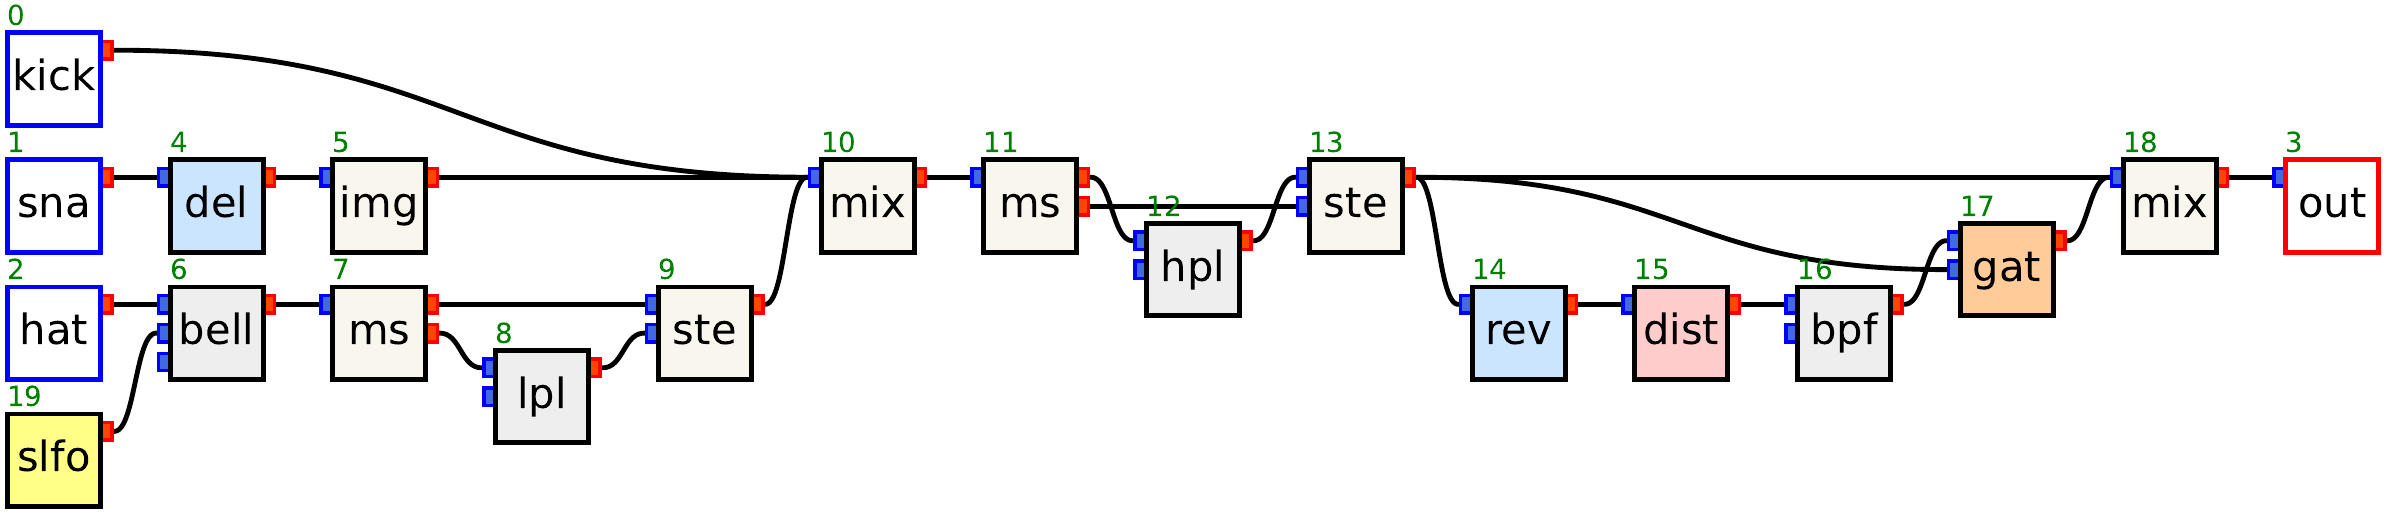 0
kick
1
sna
4
del
5
img
10
mix
11
ms
12
hpl
13
ste
18
mix
3
out
2
hat
6
bell
7
ms
8
lpl
9
ste
14
rev
15
dist
16
bpf
17
gat
19
slfo